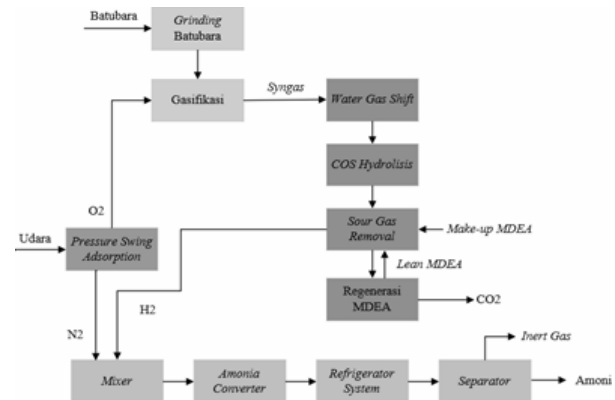 Batubara
Grinding
Batubara
Gasifikasi
Syngas
Water Gas Shift
COS Hydrolisis
O2
Udara
Pressure Swing
Adsorption
Sour Gas
Removal
Make-up MDEA
Lean MDEA
Regenerasi
MDEA
CO2
N2
H2
Inert Gas
Mixer
Amonia
Converter
Refrigerator
System
Separator
Amoni